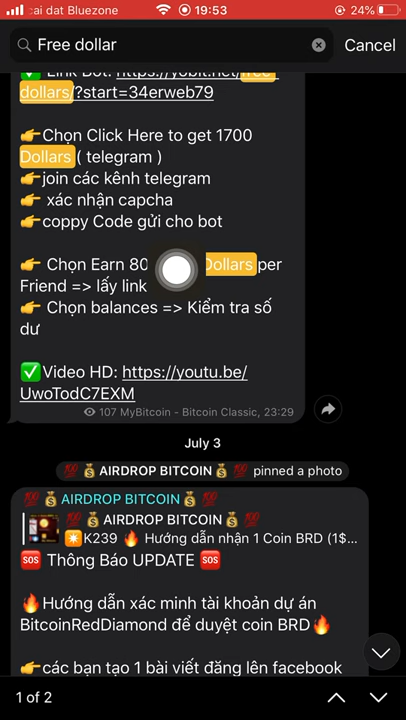 cai dat Bluezone
19:53
24%
Free dollar
Cancel
Link Bot: https://yobit.net/free-
dollars/?start=34erweb79
👉Chọn Click Here to get 1700
Dollars ( telegram )
👉join các kênh telegram
👉 xác nhận capcha
👉coppy Code gửi cho bot
👉 Chọn Earn 80 Dollars per
Friend => lấy link
👉 Chọn balances => Kiểm tra số
dư
✅Video HD: https://youtu.be/
UwoTodC7EXM
107 MyBitcoin - Bitcoin Classic, 23:29
July 3
💯 💰 AIRDROP BITCOIN💰 💯 pinned a photo
💯 💰 AIRDROP BITCOIN💰 💯
💯 💰 AIRDROP BITCOIN💰 💯
💥K239 🔥 Hướng dẫn nhận 1 Coin BRD (1$...
🆘 Thông Báo UPDATE 🆘
🔥Hướng dẫn xác minh tài khoản dự án
BitcoinRedDiamond để duyệt coin BRD🔥
👉các bạn tạo 1 bài viết đăng lên facebook
1 of 2